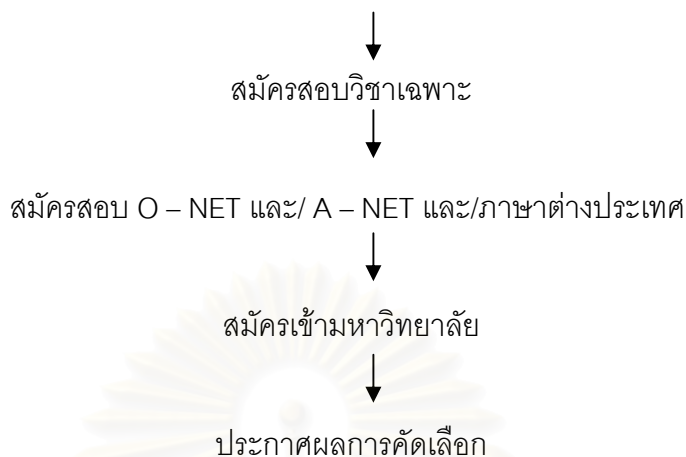 สมัครสอบวิชาเฉพาะ
สมัครสอบ O – NET และ/ A – NET และ/ภาษาต่างประเทศ
สมัครเข้ามหาวิทยาลัย
ประกาศผลการคัดเลือก